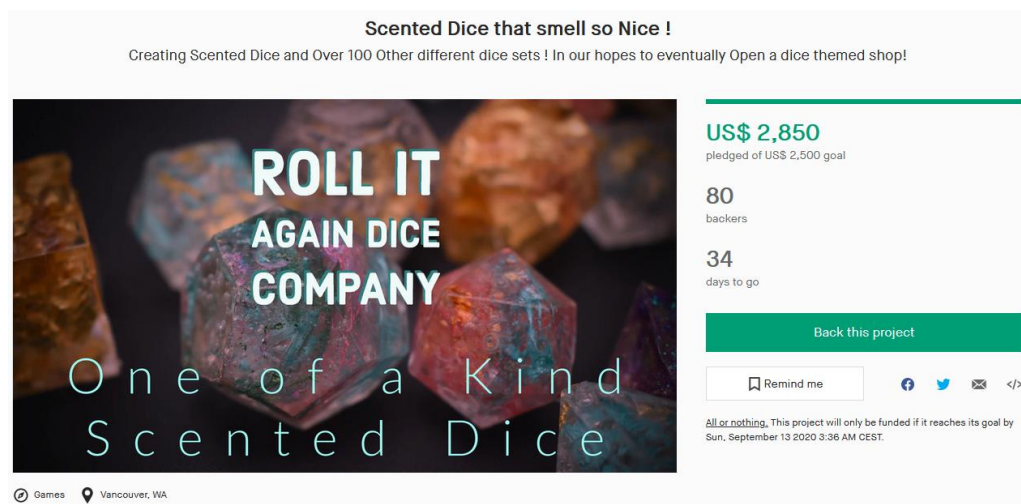 Scented Dice that smell so Nice !
Creating Scented Dice and Over 100 Other different dice sets ! In our hopes to eventually Open a dice themed shop!
ROLL IT
AGAIN DICE
COMPANY
One of a Kind
Scented Dice
US$ 2,850
pledged of US$ 2,500 goal
80
backers
34
days to go
Back this project
Remind me
All or nothing. This project will only be funded if it reaches its goal by
Sun, September 13 2020 3:36 AM CEST.
Games Vancouver, WA